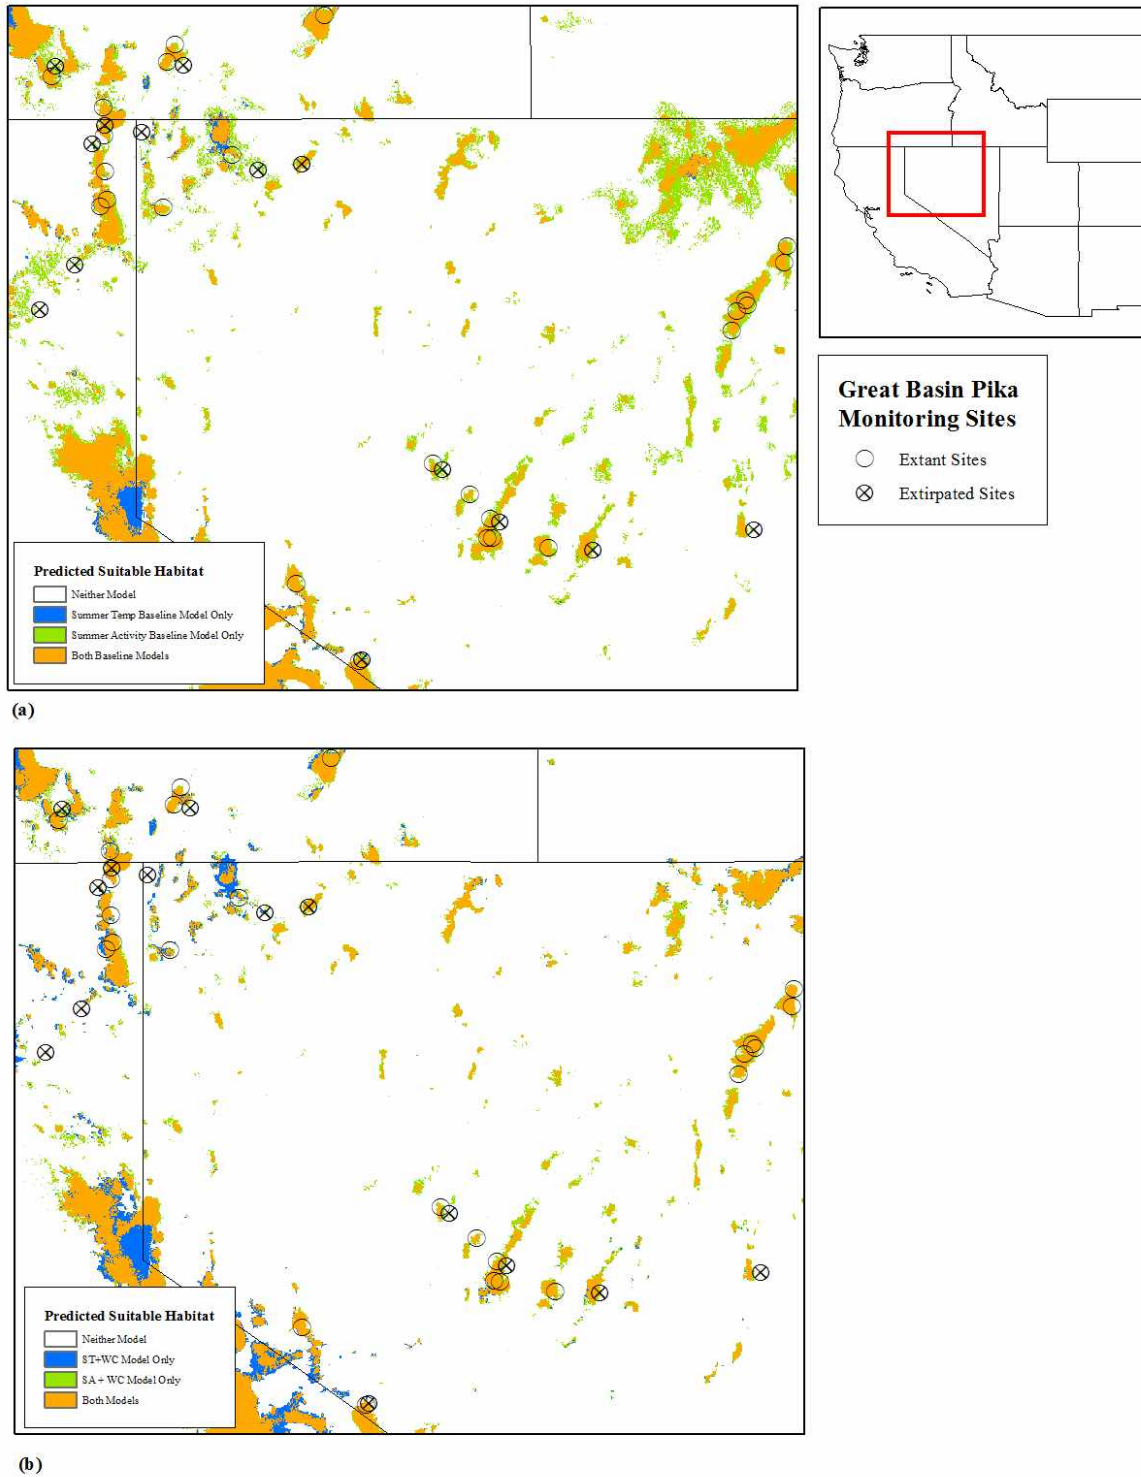 Great Basin Pika
Monitoring Sites
Extant Sites
Extirpated Sites
Predicted Suitable Habitat
Neither Model
Summer Temp Baseline Model Only
Summer Activity Baseline Model Only
Both Baseline Models
(a)
Predicted Suitable Habitat
Neither Model
ST+WC Model Only
SA + WC Model Only
Both Models
(b)